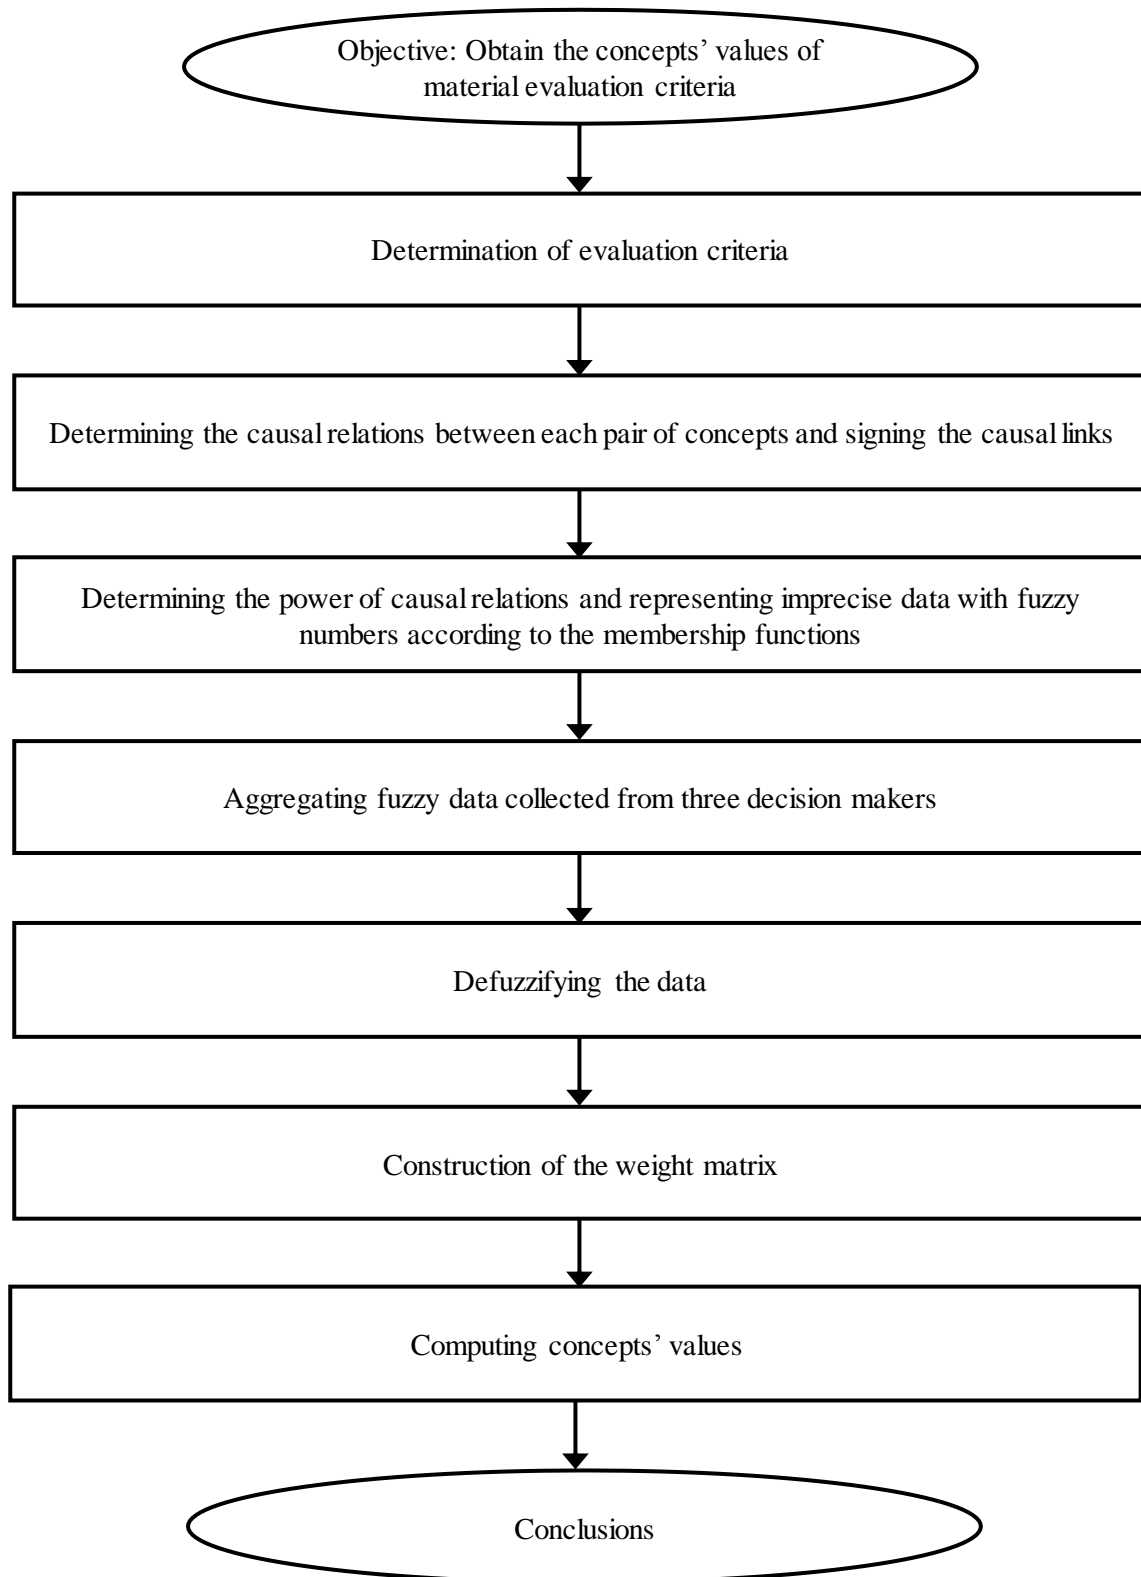 Objective: Obtain the concepts’ values of
material evaluation criteria
Determination of evaluation criteria
Determining the causal relations between each pair of concepts and signing the causal links
Determining the power of causal relations and representing imprecise data with fuzzy
numbers according to the membership functions
Aggregating fuzzy data collected from three decision makers
Defuzzifying the data
Construction of the weight matrix
Computing concepts’ values
Conclusions